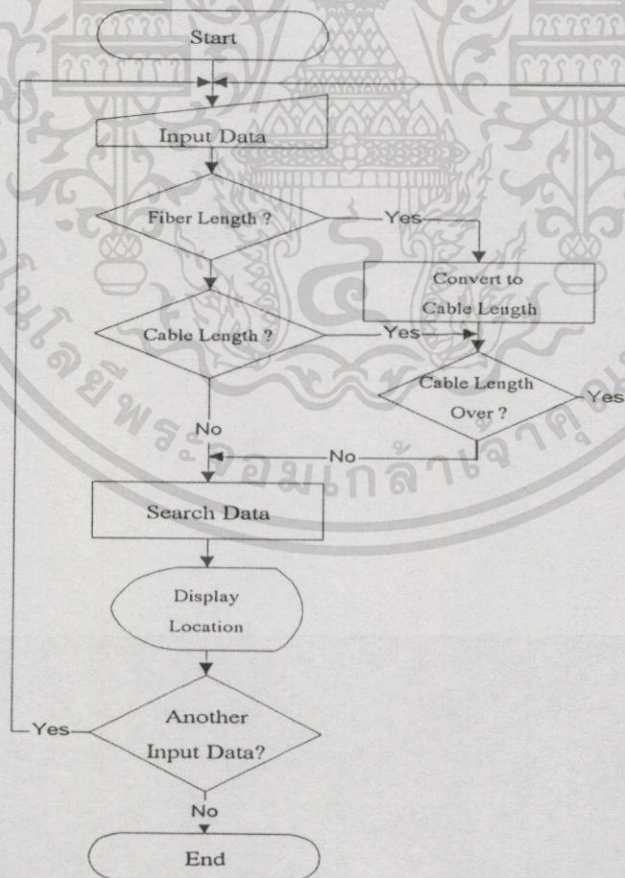 Start
Input Data
Fiber Length ?
Yes
Convert to
Cable Length
Cable Length ?
Yes
Cable Length
Over ?
Yes
No
No
Search Data
Display
Location
Another
Input Data?
Yes
No
End